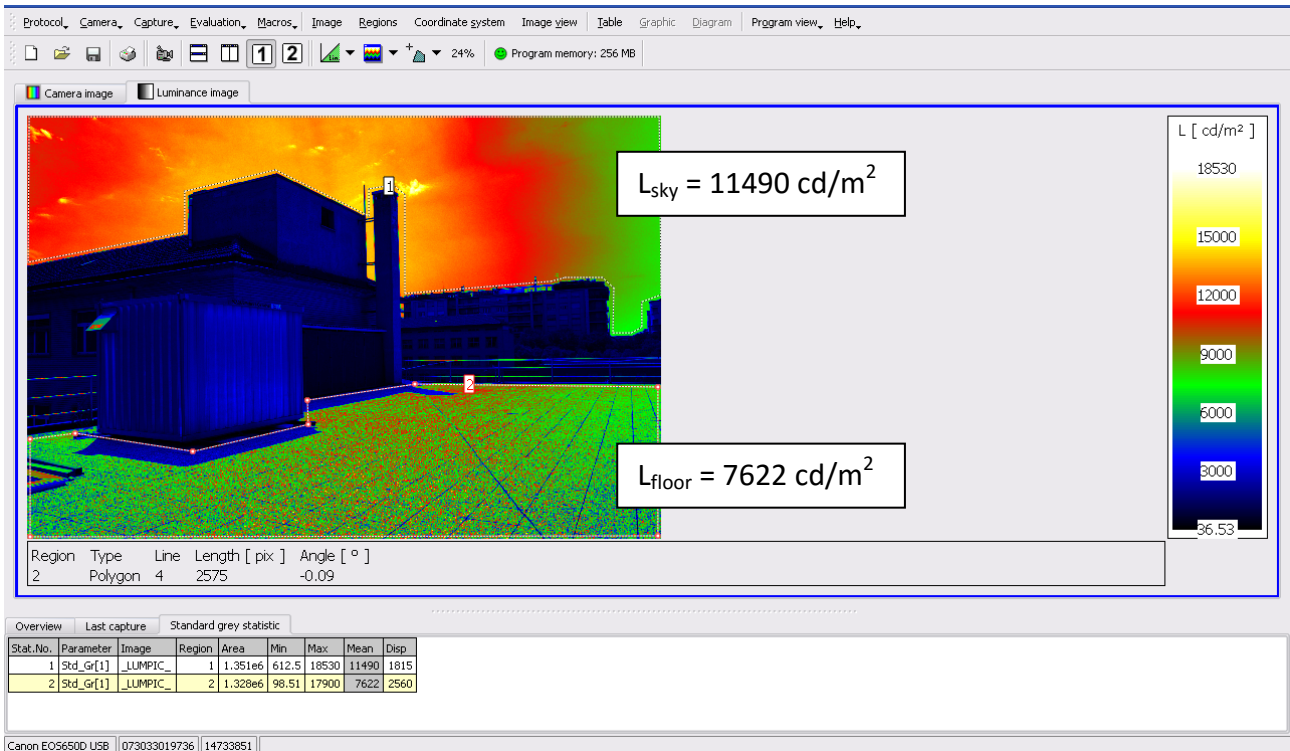 Protocol Camera Capture Evaluation Macros Image Regions Coordinate system Image view Table Graphic Diagram Program view Help
1 2 24% Program memory: 256 MB
Camera image Luminance image
L [ cd/m² ]
18530
15000
12000
9000
6000
3000
36.53
1
Lsky = 11490 cd/m²
2
Lfloor = 7622 cd/m²
Region Type Line Length [ pix ] Angle [ º ]
2 Polygon 4 2575 -0.09
Overview Last capture Standard grey statistic
Stat.No. Parameter Image Region Area Min Max Mean Disp
1 Std_Gr[1] _LUMPIC_ 1 1.351e6 612.5 18530 11490 1815
2 Std_Gr[1] _LUMPIC_ 2 1.328e6 98.51 17900 7622 2560
Canon EOS650D USB 073033019736 14733851